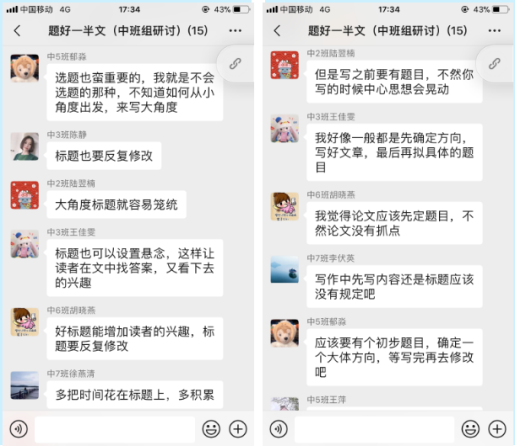 中国移动 4G 17:34 43%
题好一半文（中班组研讨）(15)
中5班郁淼
选题也蛮重要的，我就是不会
选题的那种，不知道如何从小
角度出发，来写大角度
中3班陈静
标题也要反复修改
中2班陆翌楠
大角度标题就容易笼统
中3班王佳雯
标题也可以设置悬念，这样让
读者在文中找答案，又看下去
的兴趣
中6班胡晓燕
好标题能增加读者的兴趣，标
题要反复修改
中7班徐燕清
多把时间花在标题上，多积累
中国移动 4G 17:34 43%
题好一半文（中班组研讨）(15)
中2班陆翌楠
但是写之前要有题目，不然你
写的时候中心思想会晃动
中3班王佳雯
我好像一般都是先确定方向，
写好文章，最后再拟具体的题
目
中6班胡晓燕
我觉得论文应该先定题目，不
然论文没有抓点
中7班李伏英
写作中先写内容还是标题应该
没有规定吧
中5班郁淼
应该要有个初步题目，确定一
个大体方向，等写完再去修改
吧
中5班王萍